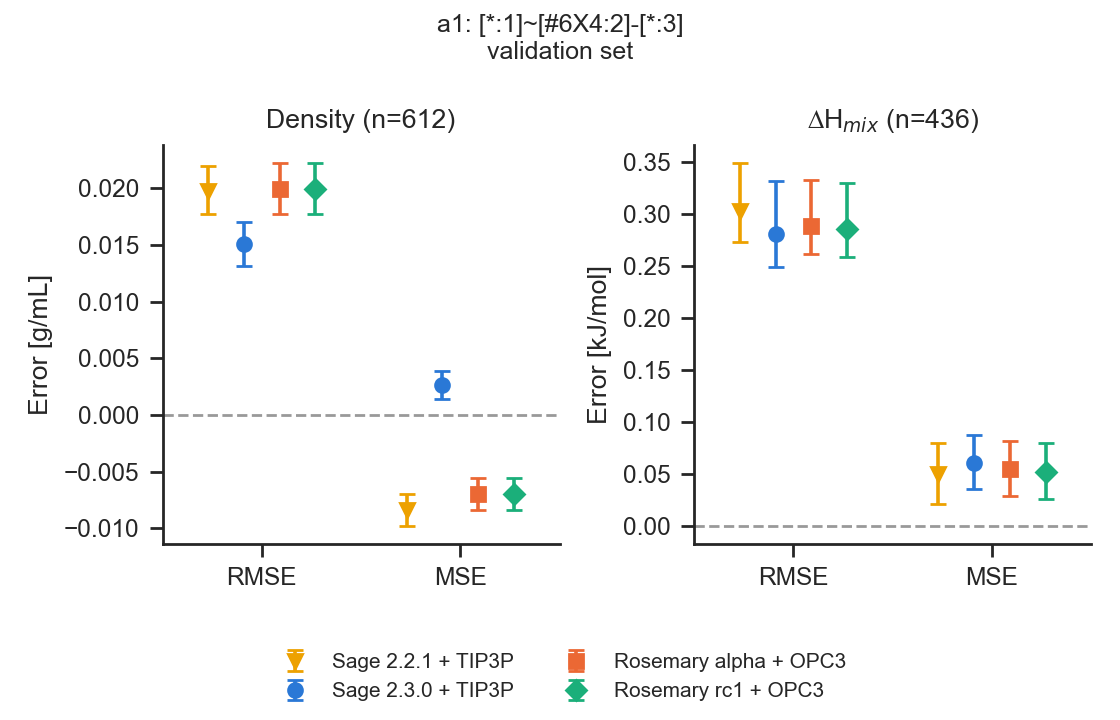 a1: [*:1]~[#6X4:2]-[*:3]
validation set
Density (n=612)
ΔHmix (n=436)
Error [g/mL]
0.020
0.015
0.010
0.005
0.000
−0.005
−0.010
RMSE
MSE
Error [kJ/mol]
0.35
0.30
0.25
0.20
0.15
0.10
0.05
0.00
RMSE
MSE
Sage 2.2.1 + TIP3P
Sage 2.3.0 + TIP3P
Rosemary alpha + OPC3
Rosemary rc1 + OPC3